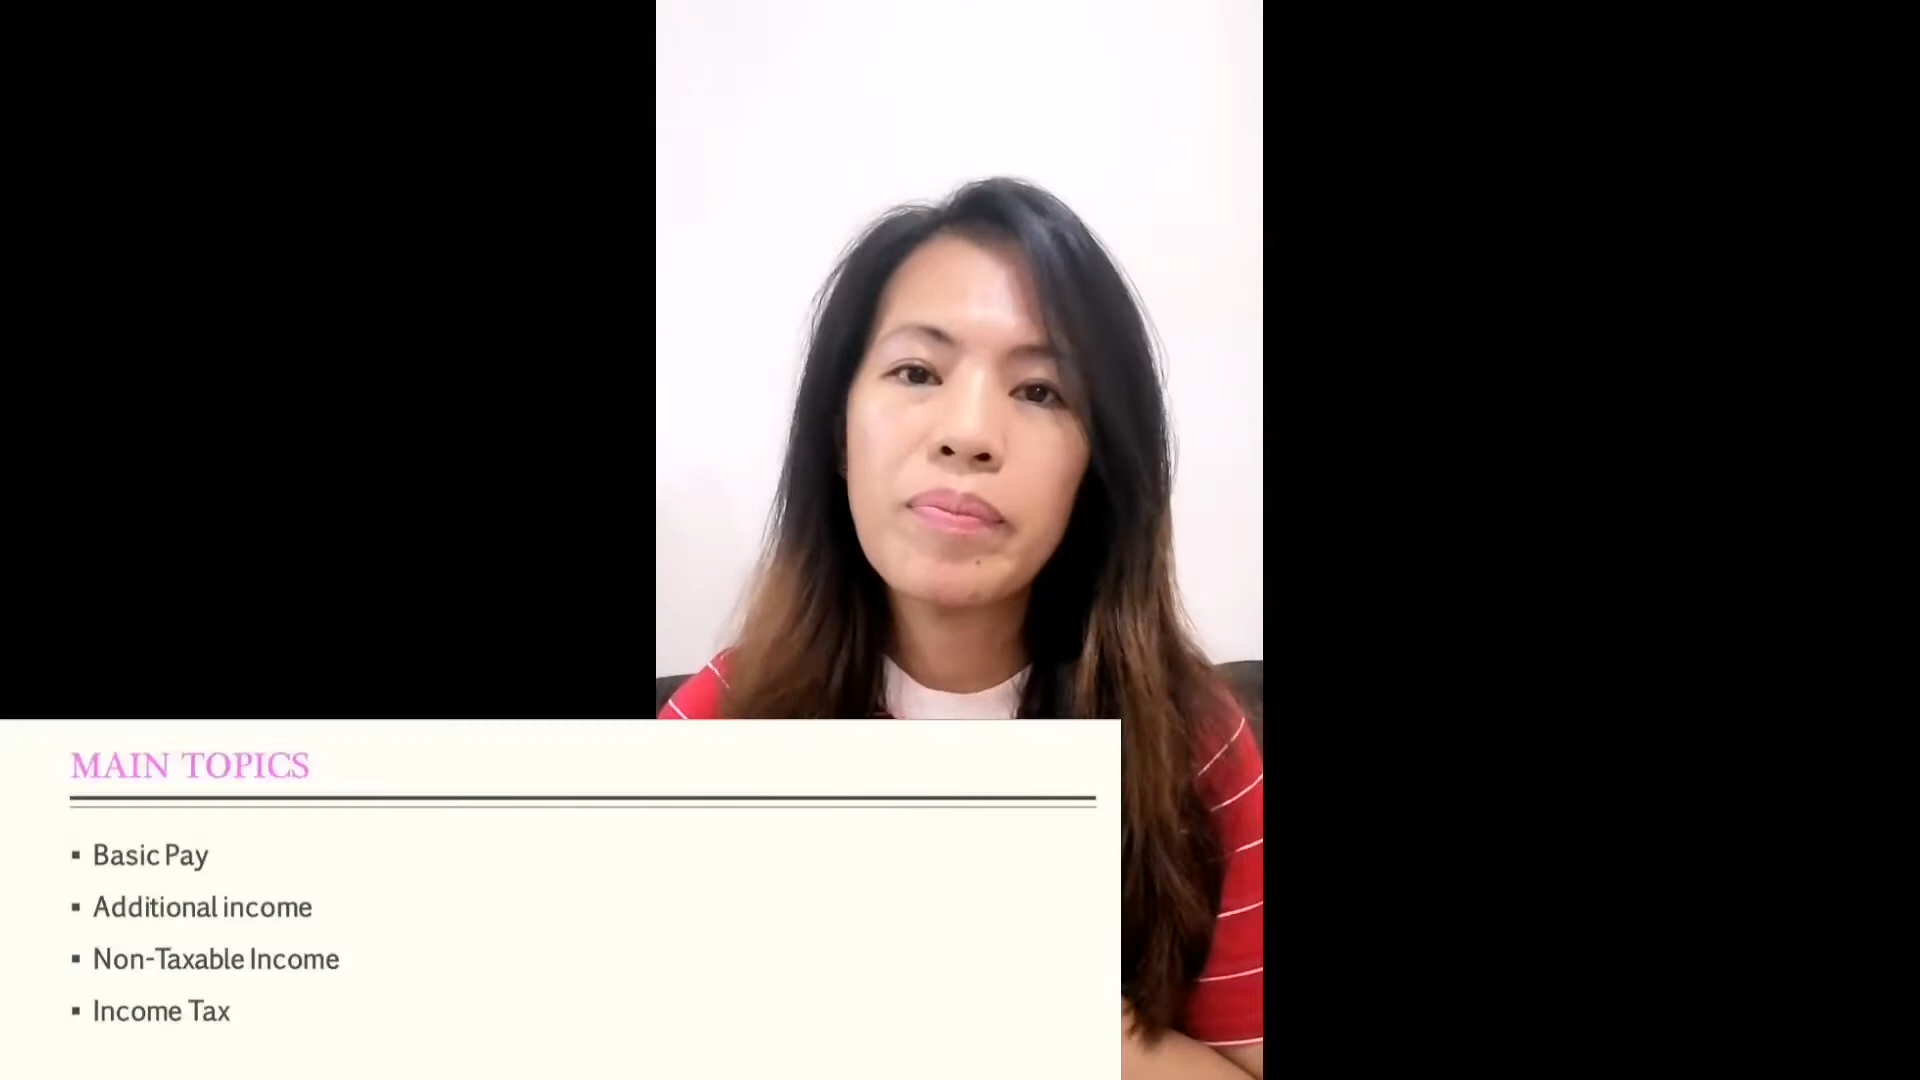 MAIN TOPICS
▪ Basic Pay
▪ Additional income
▪ Non-Taxable Income
▪ Income Tax